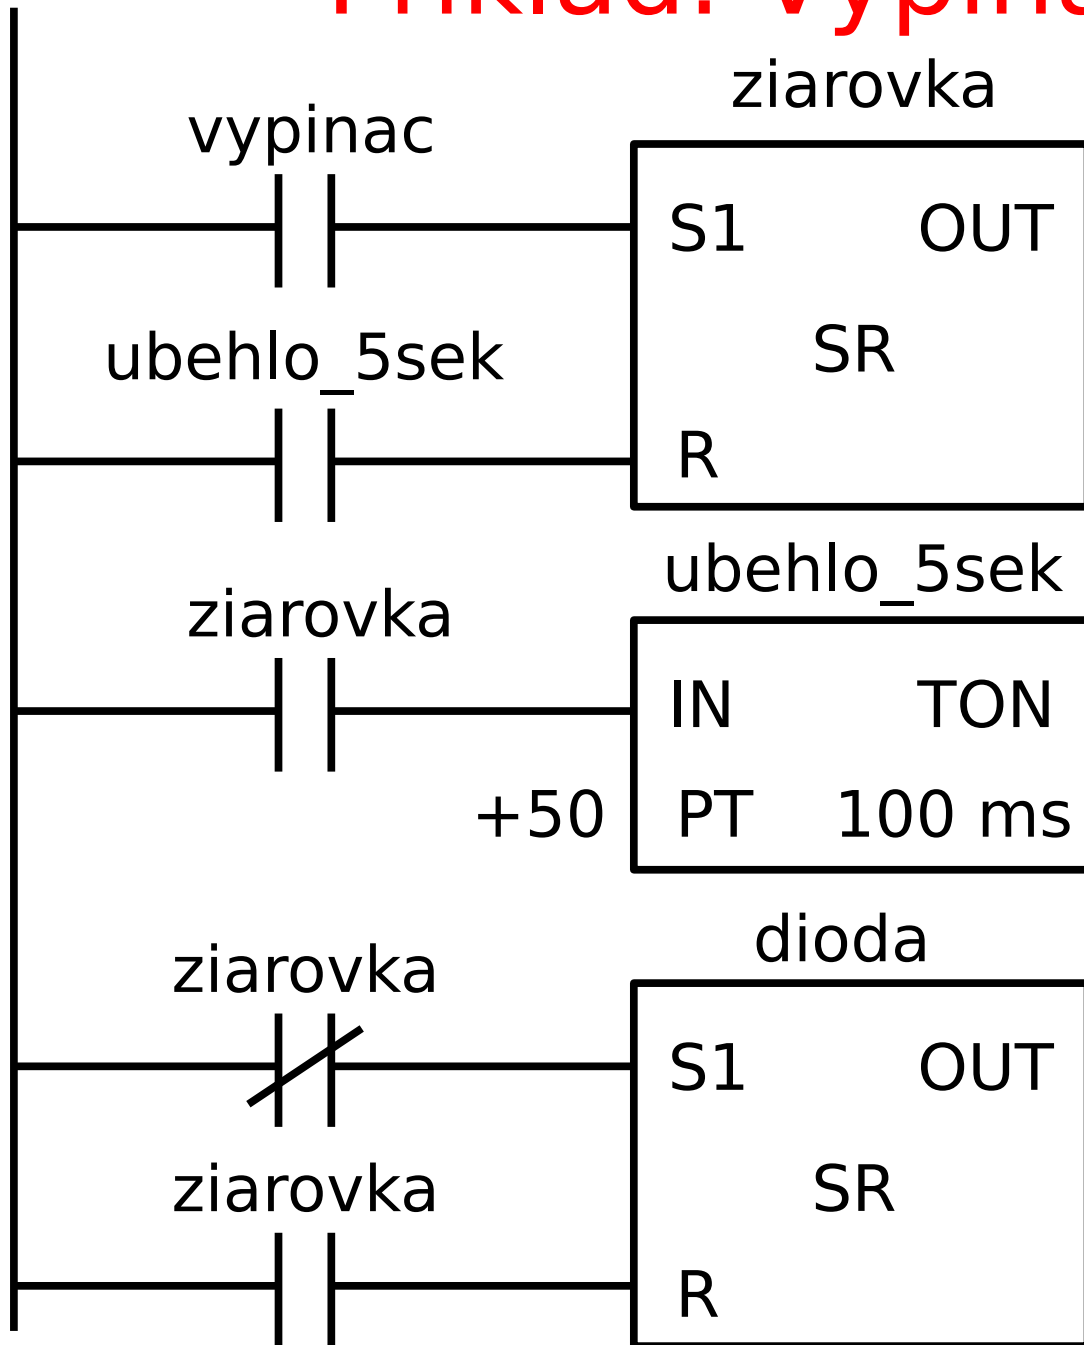 ziarovka
vypinac
S1 OUT
ubehlo_5sek
SR
R
ubehlo_5sek
ziarovka
IN TON
+50 PT 100 ms
dioda
ziarovka
S1 OUT
ziarovka
SR
R